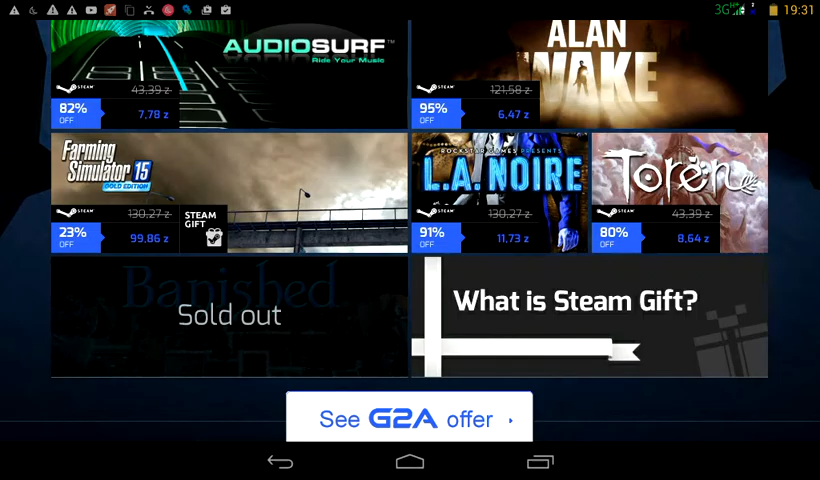 3G H+ 19:31
AUDIOSURF™
Ride Your Music
STEAM 43,39 z
82% OFF 7,78 z
ALAN
WAKE
STEAM 121,58 z
95% OFF 6,47 z
Farming
Simulator 15
GOLD EDITION
STEAM 130,27 z
23% OFF 99,86 z
STEAM
GIFT
ROCKSTAR GAMES PRESENTS
L.A. NOIRE
STEAM 130,27 z
91% OFF 11,73 z
Toren
STEAM 43,39 z
80% OFF 8,64 z
Banished
Sold out
What is Steam Gift?
See G2A offer